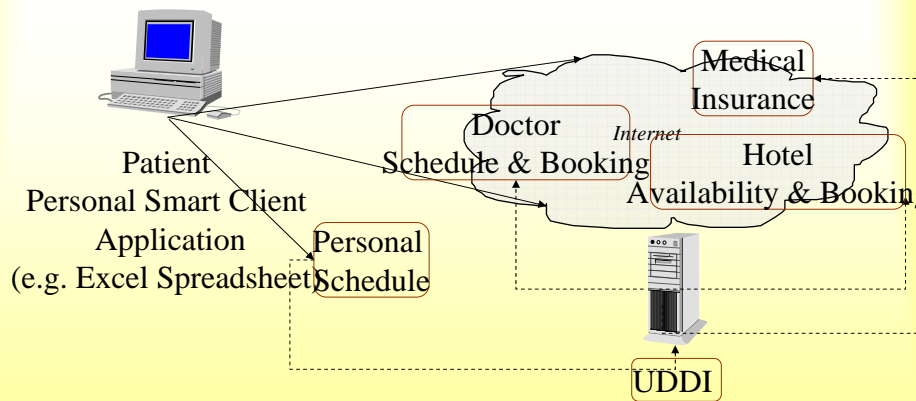 Medical
Insurance
Doctor
Schedule & Booking
Internet
Hotel
Availability & Bookin
Patient
Personal Smart Client
Application
(e.g. Excel Spreadsheet)
Personal
Schedule
UDDI